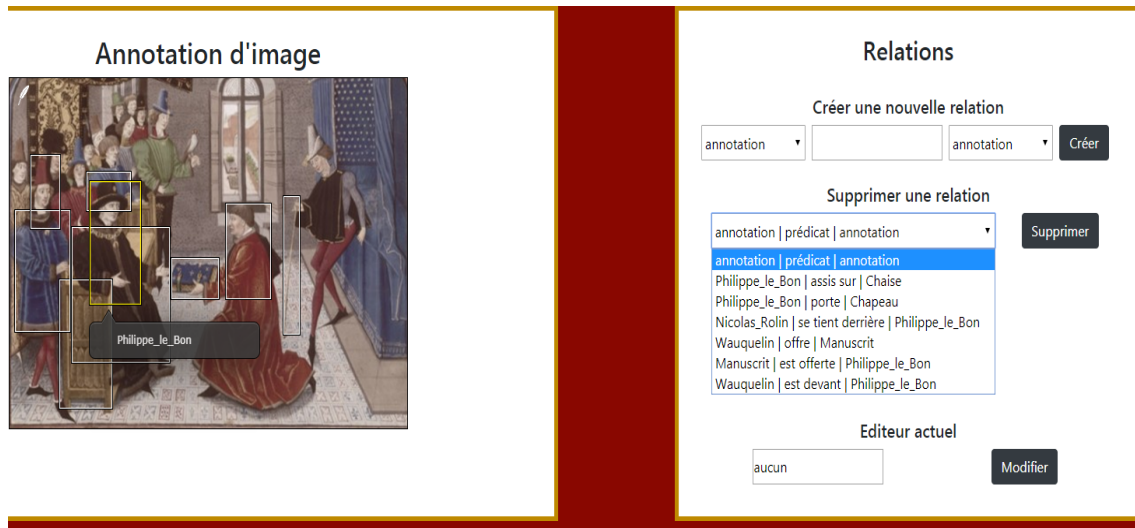 Annotation d'image
Philippe_le_Bon
Relations
Créer une nouvelle relation
annotation annotation Créer
Supprimer une relation
annotation | prédicat | annotation Supprimer
annotation | prédicat | annotation
Philippe_le_Bon | assis sur | Chaise
Philippe_le_Bon | porte | Chapeau
Nicolas_Rolin | se tient derrière | Philippe_le_Bon
Wauquelin | offre | Manuscrit
Manuscrit | est offerte | Philippe_le_Bon
Wauquelin | est devant | Philippe_le_Bon
Editeur actuel
aucun Modifier